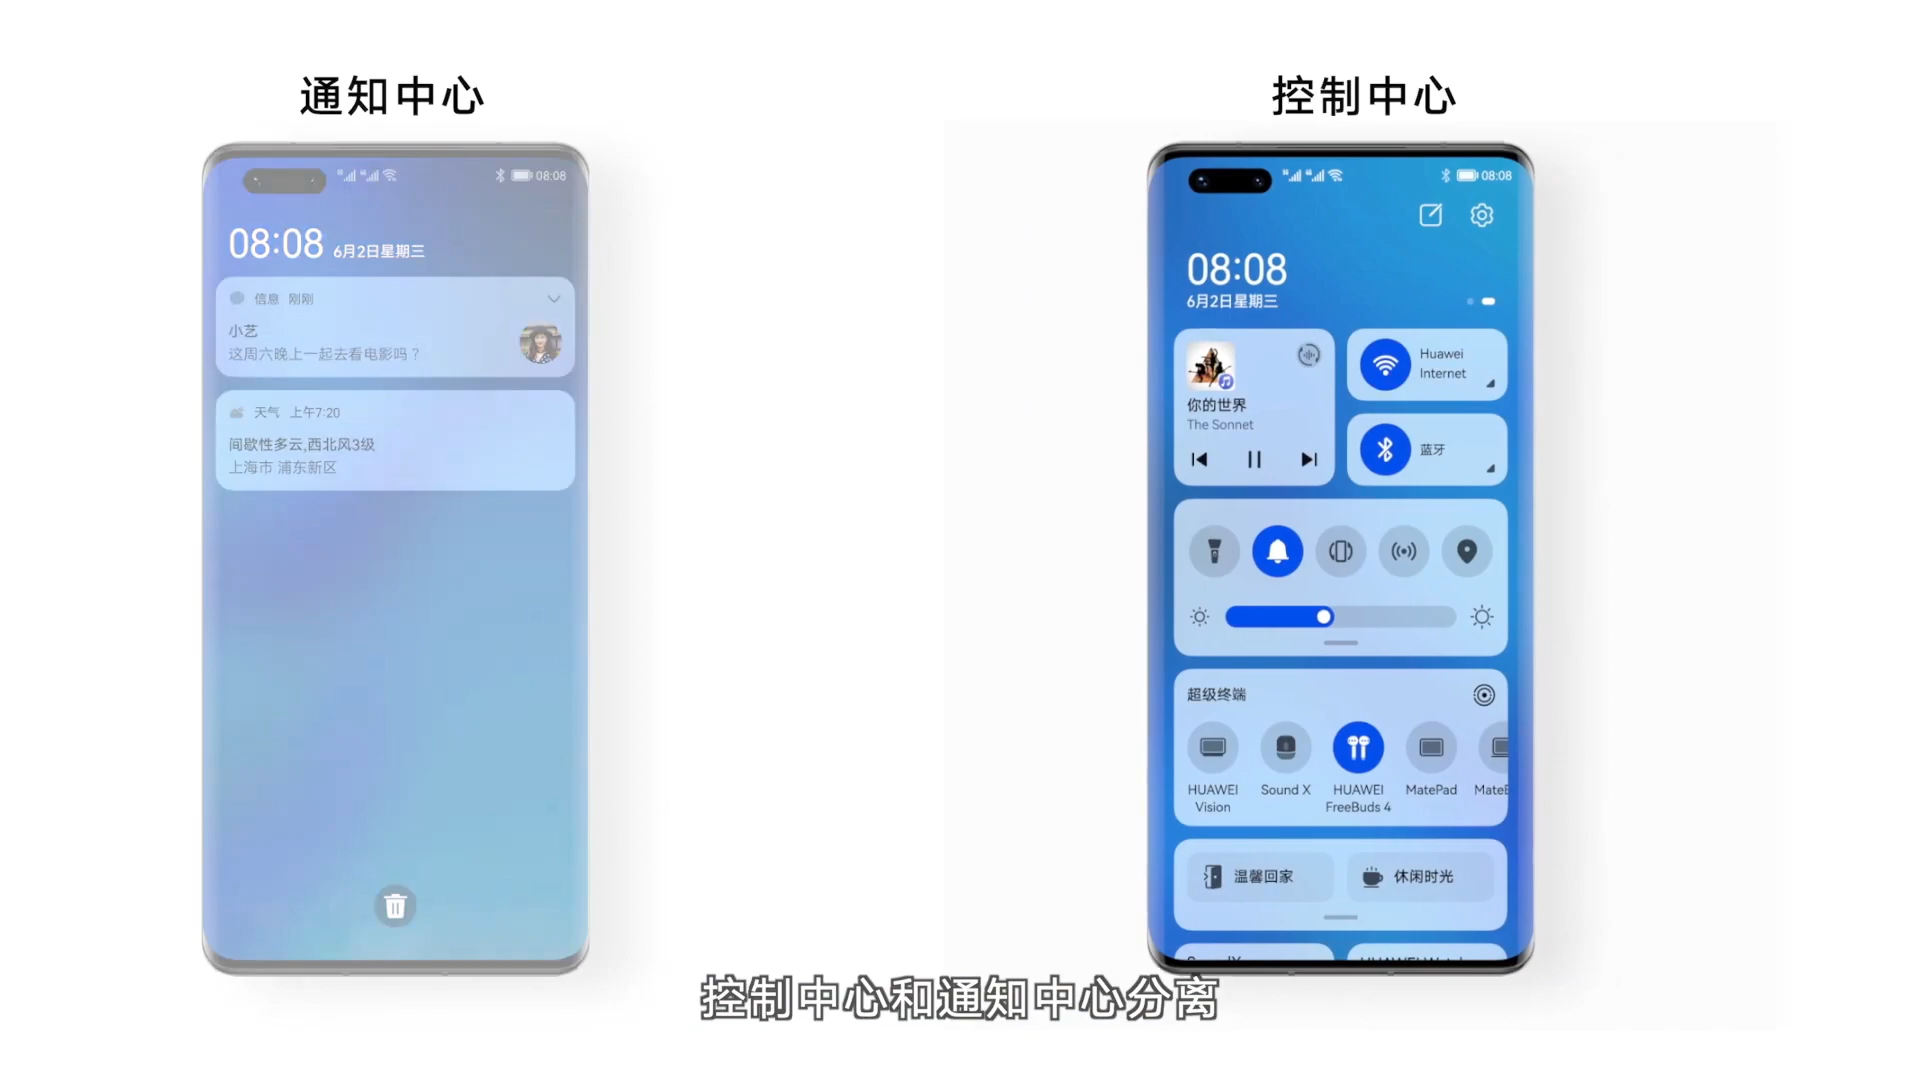 通知中心
08:08
08:08 6月2日星期三
信息 刚刚
小艺
这周六晚上一起去看电影吗？
天气 上午7:20
间歇性多云,西北风3级
上海市 浦东新区
控制中心
08:08
08:08
6月2日星期三
你的世界
The Sonnet
Huawei
Internet
蓝牙
超级终端
HUAWEI
Vision
Sound X
HUAWEI
FreeBuds 4
MatePad
温馨回家
休闲时光
控制中心和通知中心分离